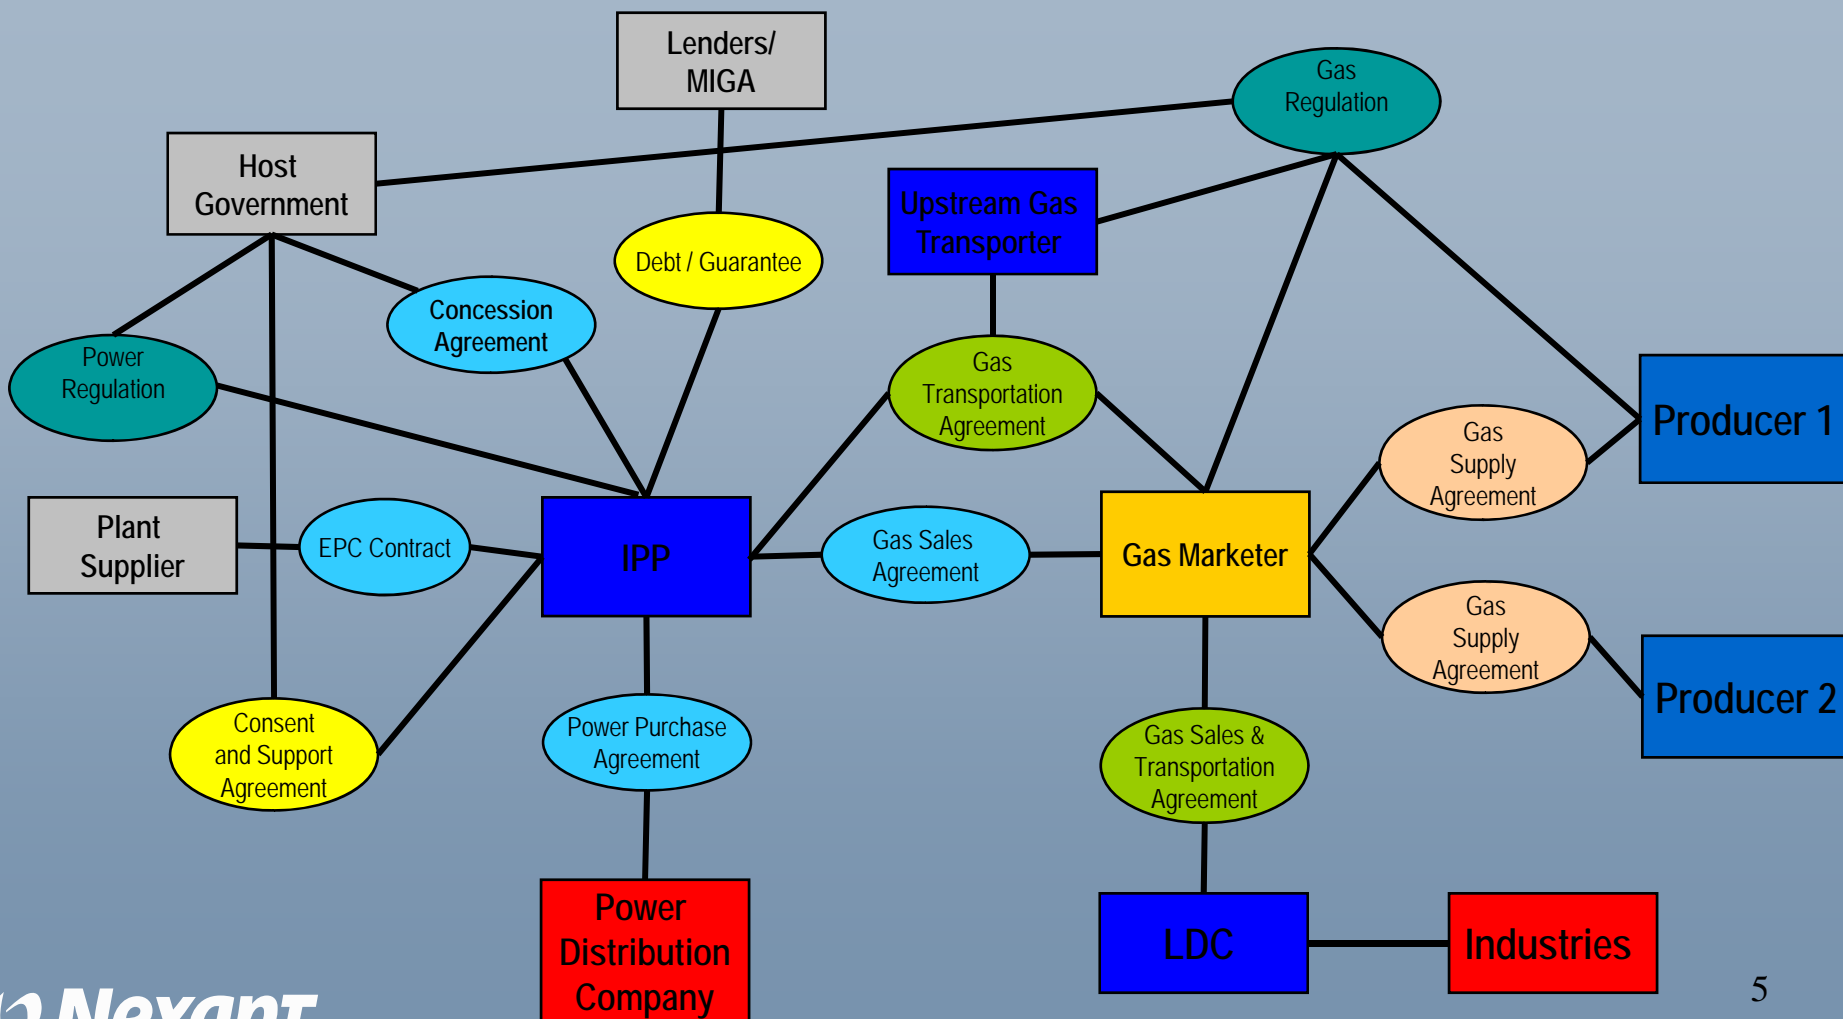 Lenders/
MIGA
Gas
Regulation
Host
Government
Upstream Gas
Transporter
Debt / Guarantee
Concession
Agreement
Power
Regulation
Gas
Transportation
Agreement
Producer 1
Gas
Supply
Agreement
Plant
Supplier
EPC Contract
IPP
Gas Sales
Agreement
Gas Marketer
Gas
Supply
Agreement
Producer 2
Consent
and Support
Agreement
Power Purchase
Agreement
Gas Sales &
Transportation
Agreement
Power
Distribution
Company
LDC
Industries
Nexant
5